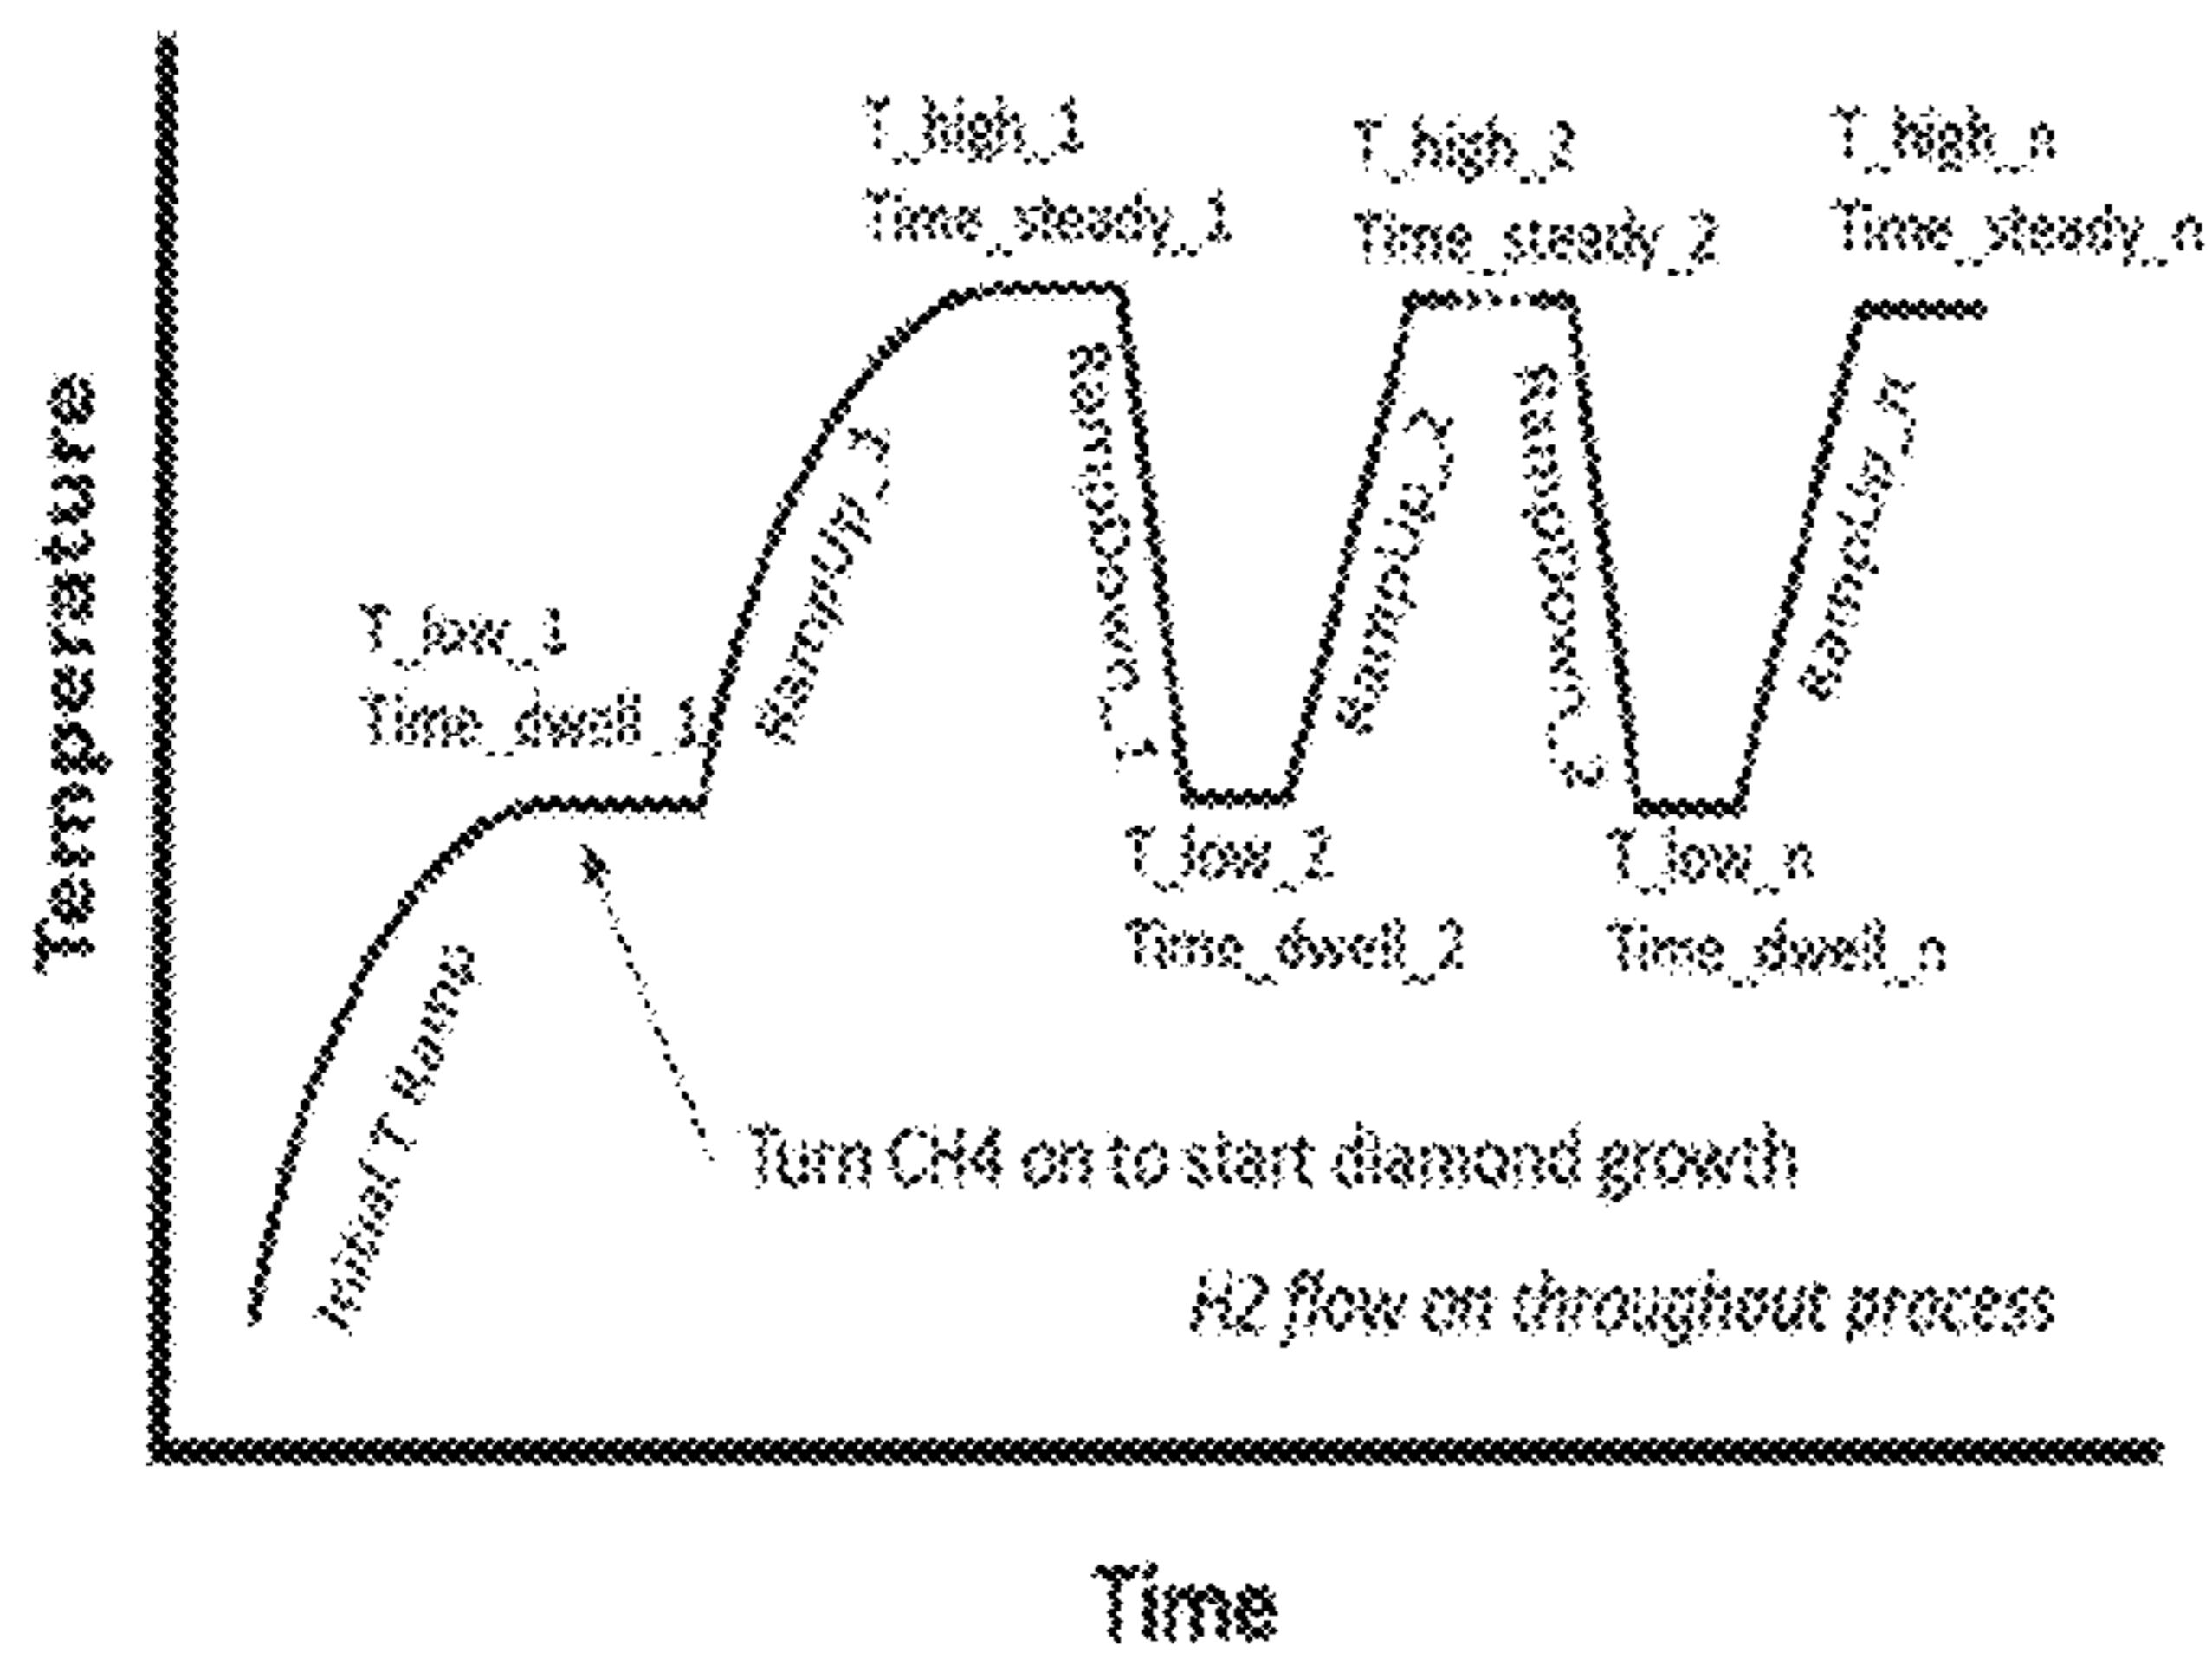 Temperature
T_high_1
Time_steady_1
T_high_2
Time_steady_2
T_high_n
Time_steady_n
T_low_1
Time_dwell_1
Initial T Ramp
RampUp_1
RampDown_1
RampUp_2
RampDown_2
RampUp_n
T_low_2
Time_dwell_2
T_low_n
Time_dwell_n
Turn CH4 on to start diamond growth
H2 flow on throughout process
Time